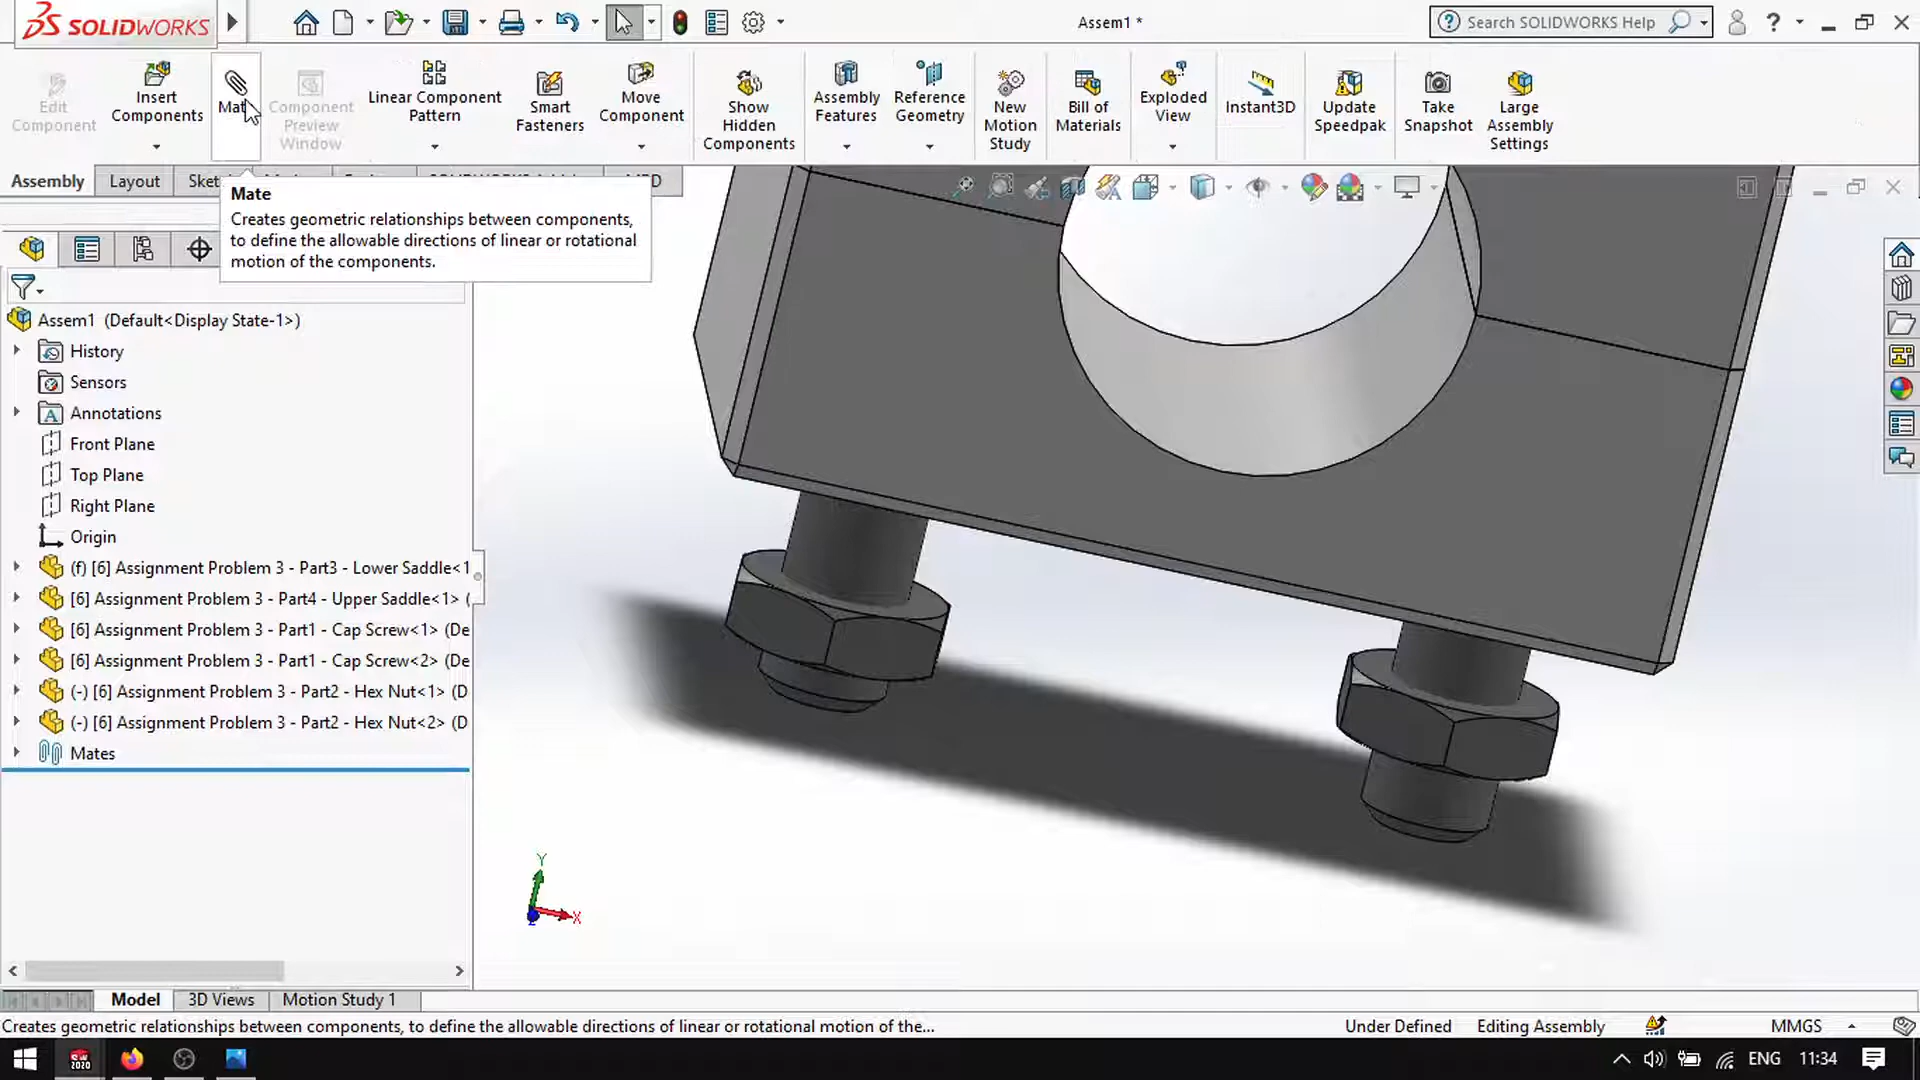 SOLIDWORKS
Assem1 *
Search SOLIDWORKS Help
?
Edit
Component
Insert
Components
Component
Preview
Window
Linear Component
Pattern
Smart
Fasteners
Move
Component
Show
Hidden
Components
Assembly
Features
Reference
Geometry
New
Motion
Study
Bill of
Materials
Exploded
View
Instant3D
Update
Speedpak
Take
Snapshot
Large
Assembly
Settings
Assembly
Layout
Mate
Creates geometric relationships between components,
to define the allowable directions of linear or rotational
motion of the components.
Assem1 (Default<Display State-1>)
History
Sensors
Annotations
Front Plane
Top Plane
Right Plane
Origin
(f) [6] Assignment Problem 3 - Part3 - Lower Saddle<1
[6] Assignment Problem 3 - Part4 - Upper Saddle<1> (
[6] Assignment Problem 3 - Part1 - Cap Screw<1> (De
[6] Assignment Problem 3 - Part1 - Cap Screw<2> (De
(-) [6] Assignment Problem 3 - Part2 - Hex Nut<1> (D
(-) [6] Assignment Problem 3 - Part2 - Hex Nut<2> (D
Mates
Y
X
Z
Model
3D Views
Motion Study 1
Creates geometric relationships between components, to define the allowable directions of linear or rotational motion of the...
Under Defined
Editing Assembly
MMGS
SW
2020
ENG
11:34